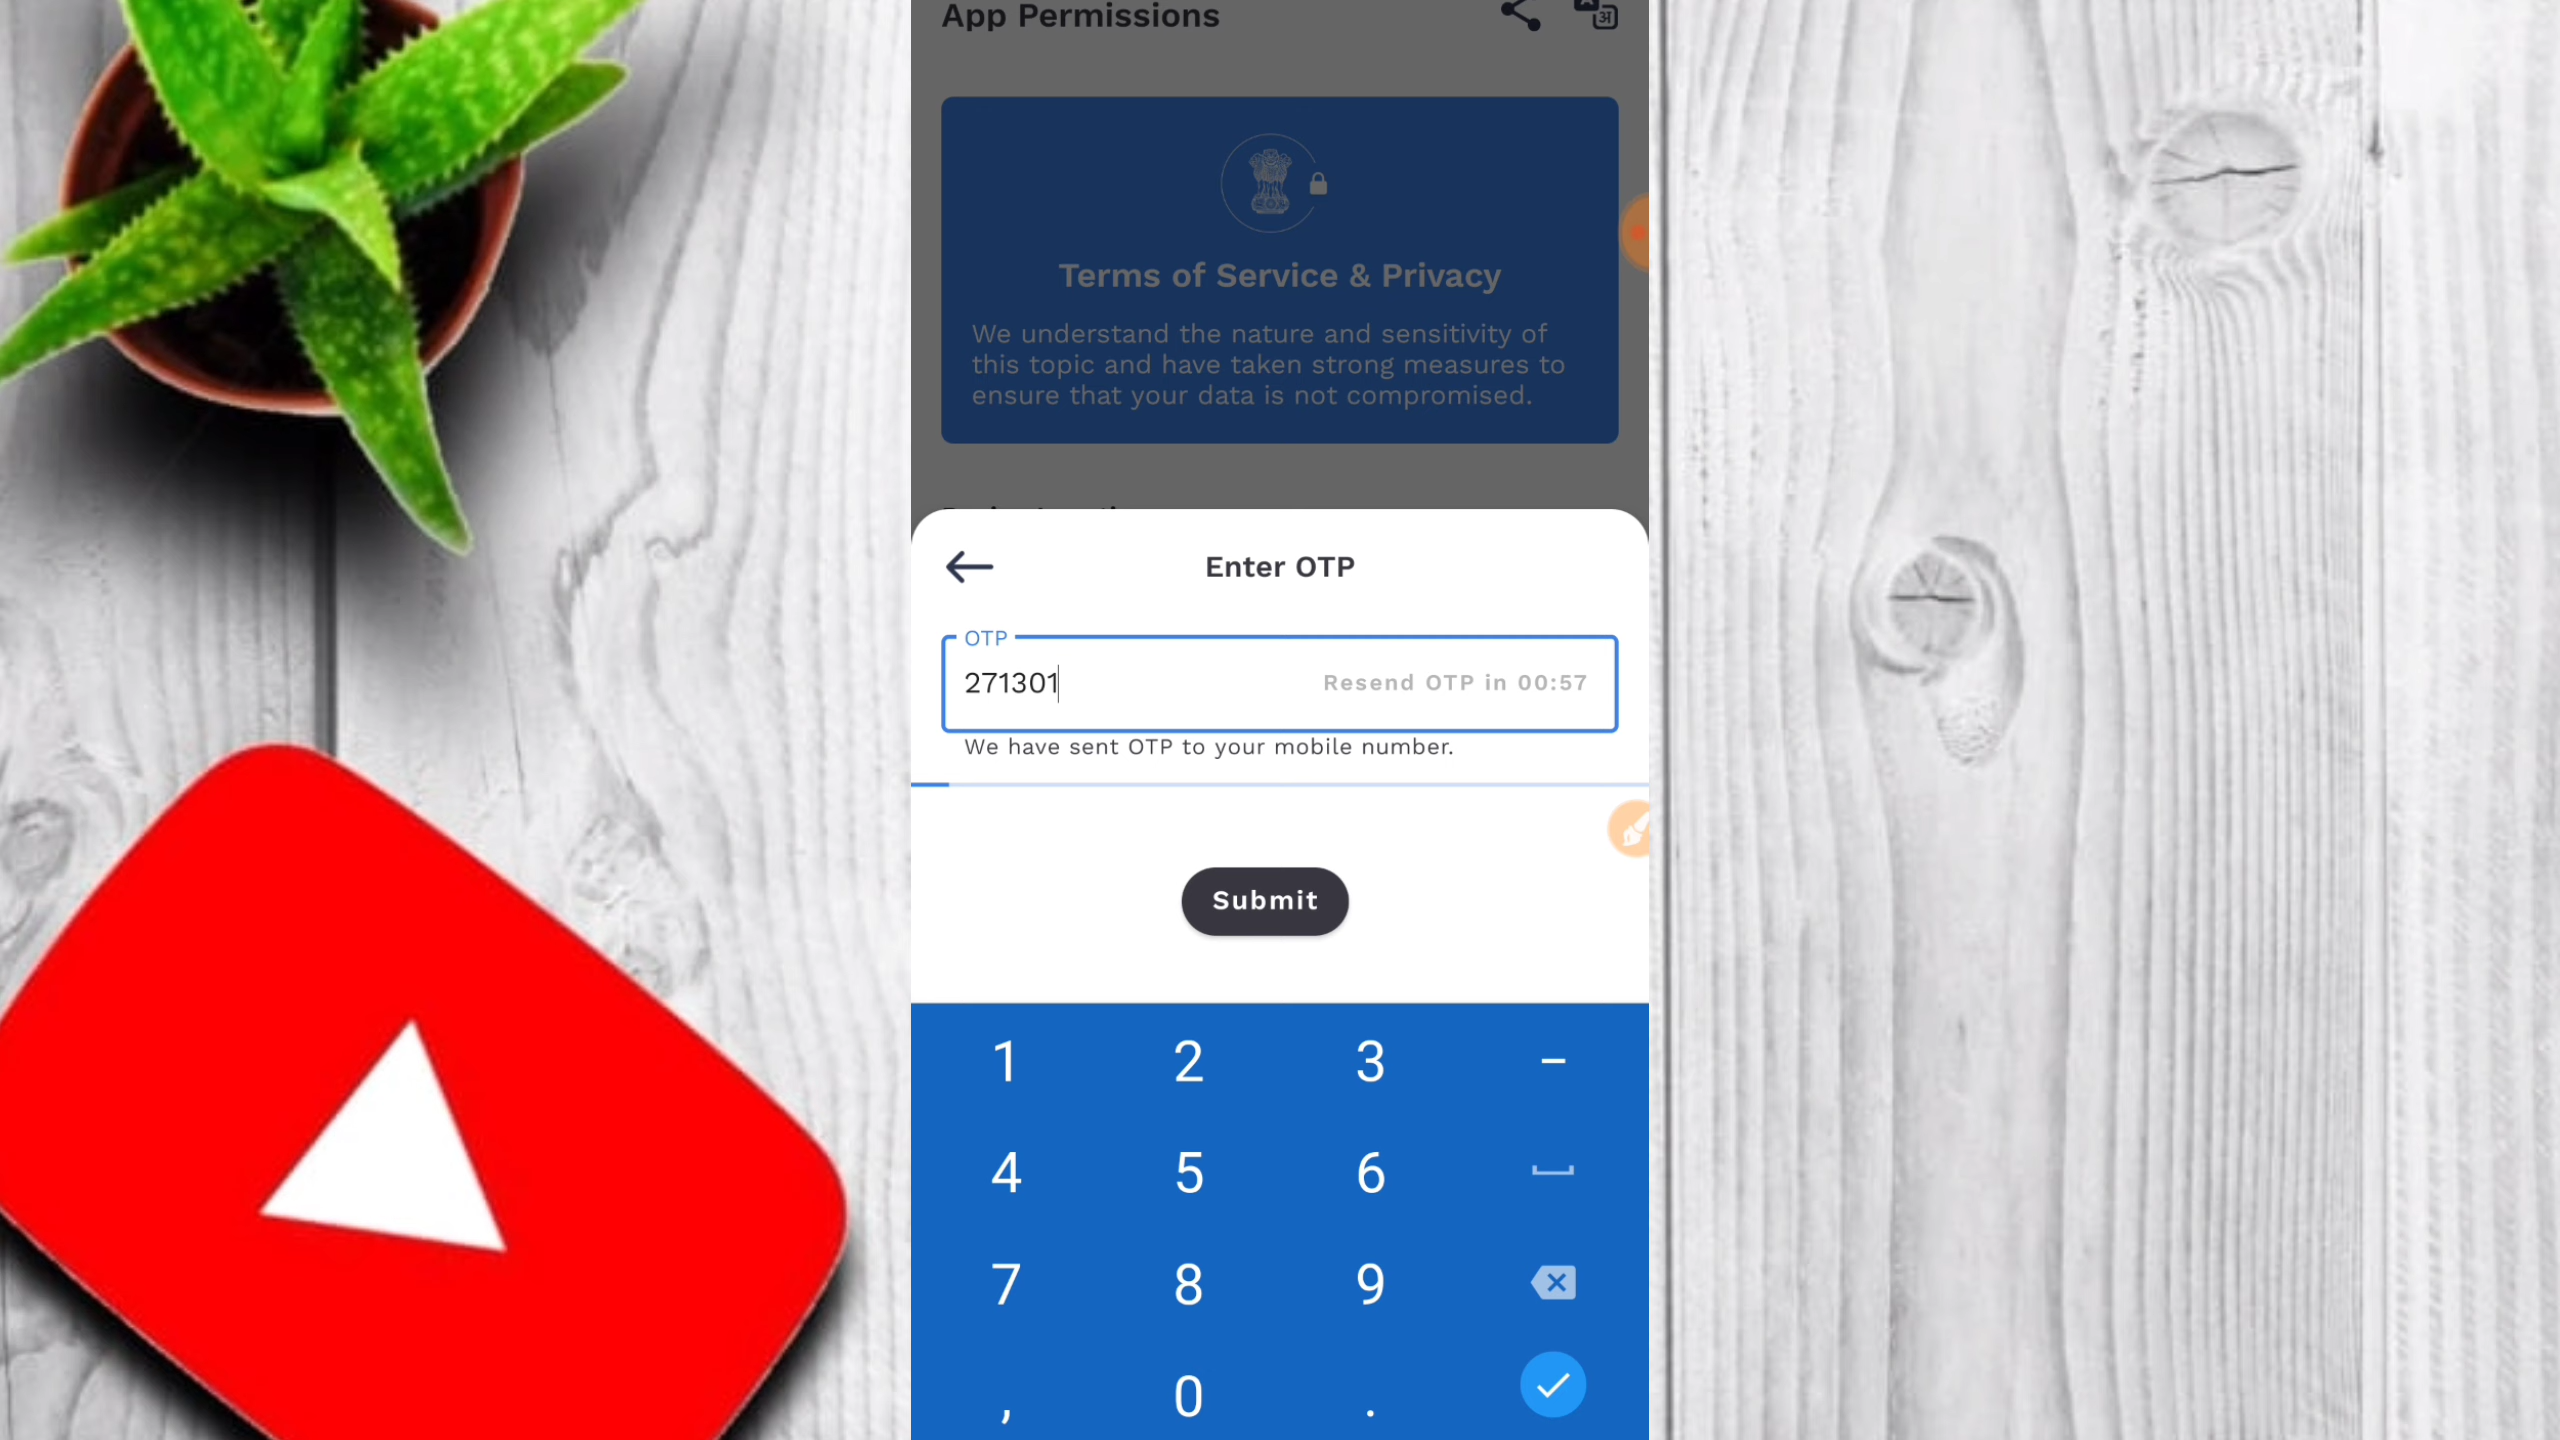 App Permissions
Terms of Service & Privacy
We understand the nature and sensitivity of
this topic and have taken strong measures to
ensure that your data is not compromised.
Enter OTP
OTP
271301
Resend OTP in 00:57
We have sent OTP to your mobile number.
Submit
1 2 3 -
4 5 6
7 8 9
, 0 .